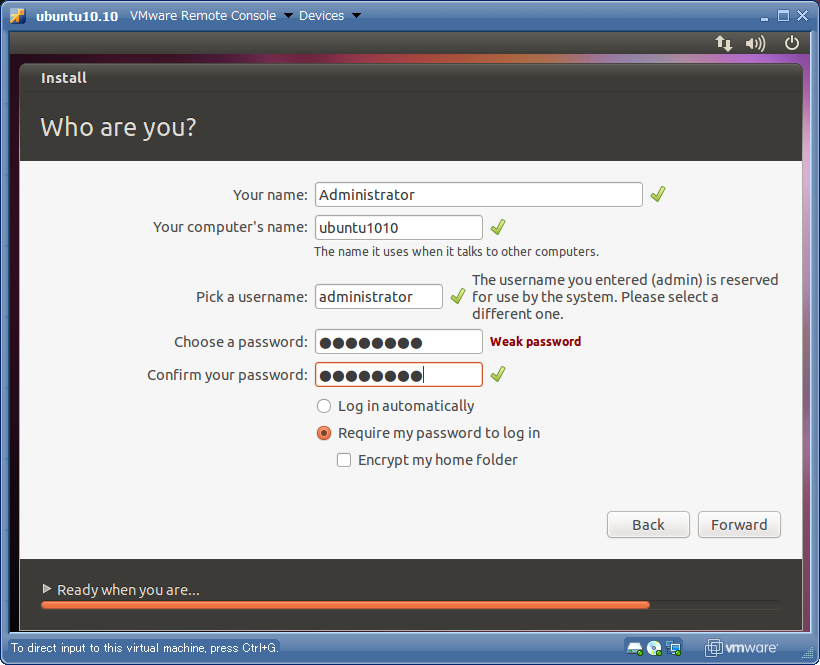 ubuntu10.10 VMware Remote Console Devices
Install
Who are you?
Your name: Administrator
Your computer's name: ubuntu1010
The name it uses when it talks to other computers.
Pick a username: administrator
The username you entered (admin) is reserved
for use by the system. Please select a
different one.
Choose a password: ●●●●●●●● Weak password
Confirm your password: ●●●●●●●●
Log in automatically
Require my password to log in
Encrypt my home folder
Back Forward
Ready when you are...
To direct input to this virtual machine, press Ctrl+G.
vmware